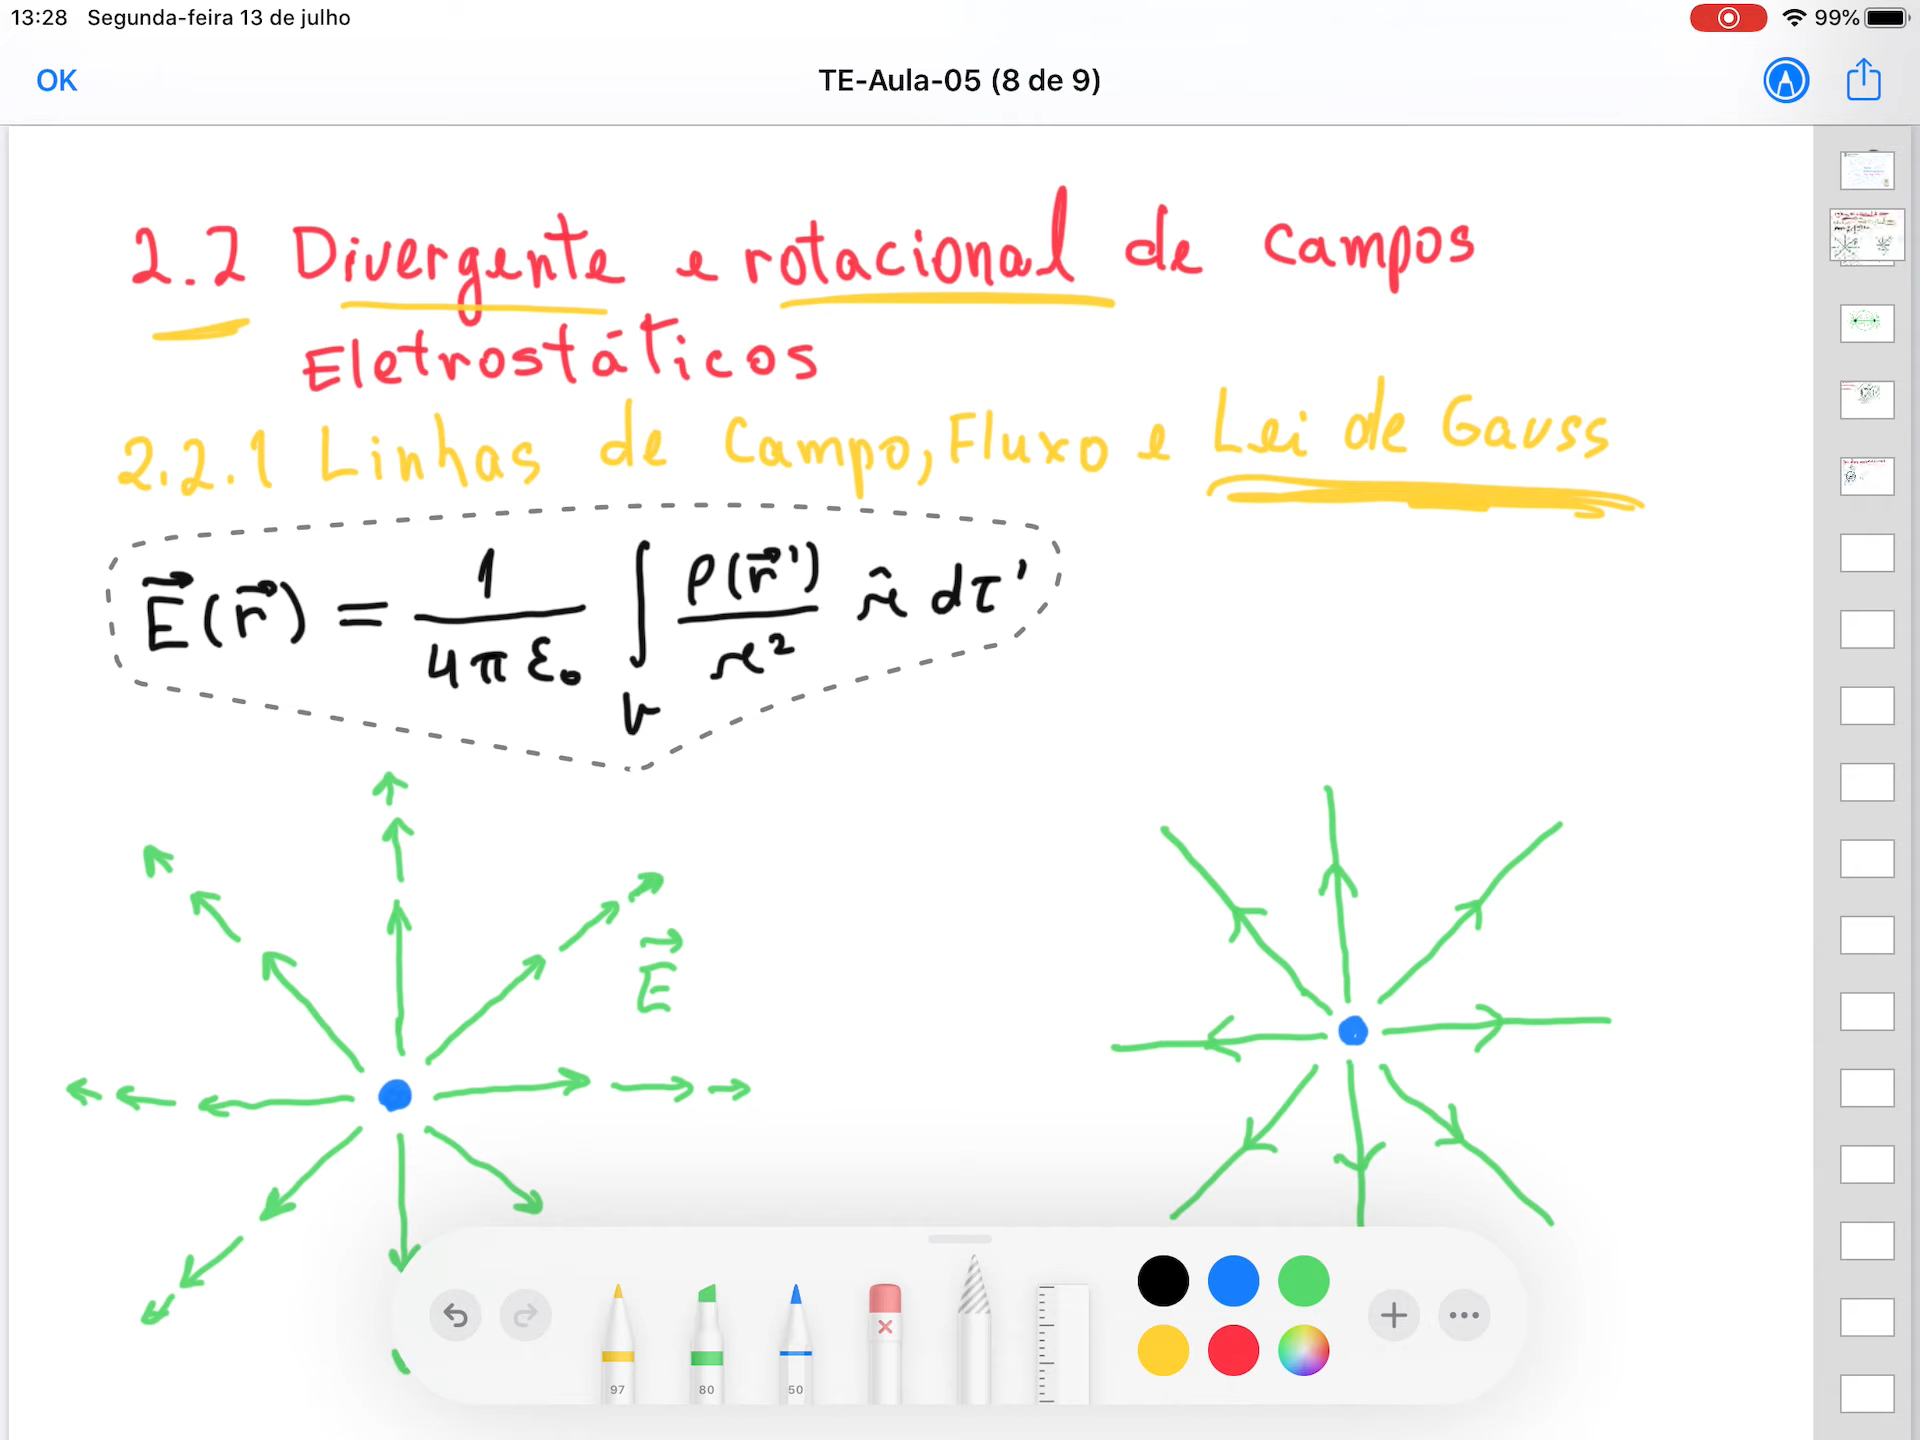 13:28 Segunda-feira 13 de julho 99%
OK TE-Aula-05 (8 de 9)
2.2 Divergente e rotacional de campos
Eletrostáticos
2.2.1 Linhas de Campo, Fluxo e Lei de Gauss
E⃗(r⃗) = 1/(4πε₀) ∫ᵥ ρ(r⃗')/𝓇² 𝓇̂ dτ'
E⃗
97 80 50